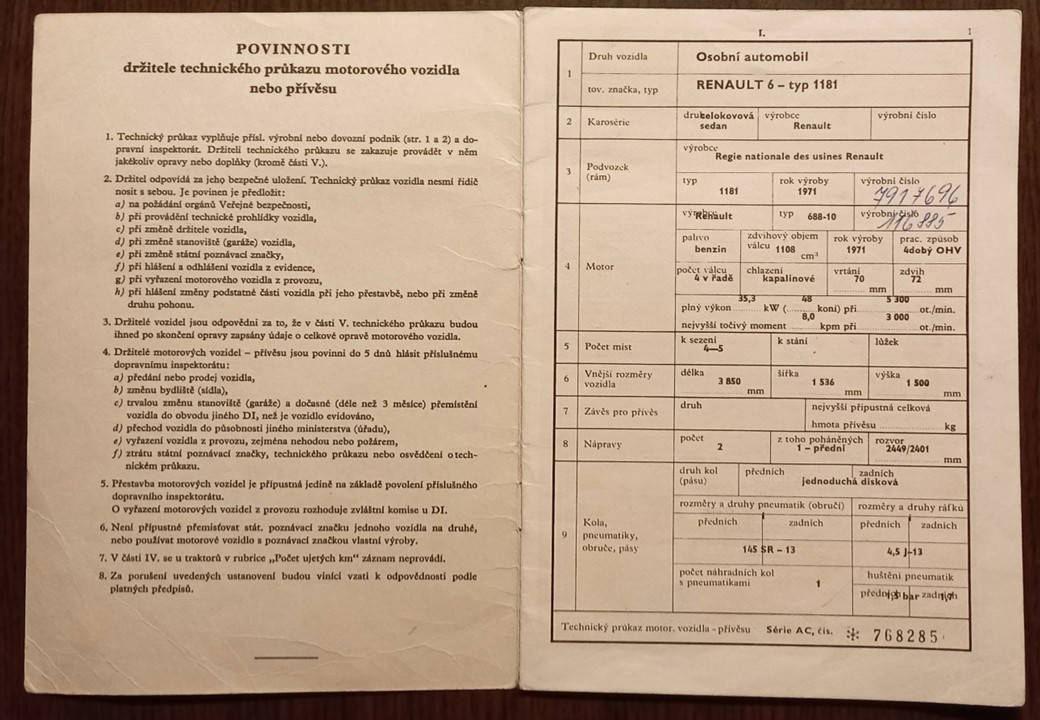 POVINNOSTI
držitele technického průkazu motorového vozidla
nebo přívěsu
1. Technický průkaz vyplňuje přísl. výrobní nebo dovozní podnik (str. 1 a 2) a do-
pravní inspektorát. Držiteli technického průkazu se zakazuje provádět v něm
jakékoliv opravy nebo doplňky (kromě části V.).
2. Držitel odpovídá za jeho bezpečné uložení. Technický průkaz vozidla nesmí řidič
nosit s sebou. Je povinen je předložit:
a) na požádání orgánů Veřejné bezpečnosti,
b) při provádění technické prohlídky vozidla,
c) při změně držitele vozidla,
d) při změně stanoviště (garáže) vozidla,
e) při změně státní poznávací značky,
f) při hlášení a odhlášení vozidla z evidence,
g) při vyřazení motorového vozidla z provozu,
h) při hlášení změny podstatné části vozidla při jeho přestavbě, nebo při změně
druhu pohonu.
3. Držitelé vozidel jsou odpovědni za to, že v části V. technického průkazu budou
ihned po skončení opravy zapsány údaje o celkové opravě motorového vozidla.
4. Držitelé motorových vozidel – přívěsu jsou povinni do 5 dnů hlásit příslušnému
dopravnímu inspektorátu:
a) předání nebo prodej vozidla,
b) změnu bydliště (sídla),
c) trvalou změnu stanoviště (garáže) a dočasné (déle než 3 měsíce) přemístění
vozidla do obvodu jiného DI, než je vozidlo evidováno,
d) přechod vozidla do působnosti jiného ministerstva (úřadu),
e) vyřazení vozidla z provozu, zejména nehodou nebo požárem,
f) ztrátu státní poznávací značky, technického průkazu nebo osvědčení o tech-
nickém průkazu.
5. Přestavba motorových vozidel je přípustná jedině na základě povolení příslušného
dopravního inspektorátu.
O vyřazení motorových vozidel z provozu rozhoduje zvláštní komise u DI.
6. Není přípustné přemísťovat stát. poznávací značku jednoho vozidla na druhé,
nebo používat motorové vozidlo s poznávací značkou vlastní výroby.
7. V části IV. se u traktorů v rubrice „Počet ujetých km“ záznam neprovádí.
8. Za porušení uvedených ustanovení budou viníci vzati k odpovědnosti podle
platných předpisů.
I. 1
1 Druh vozidla Osobní automobil
tov. značka, typ RENAULT 6 – typ 1181
2 Karosérie druh celokovová výrobce výrobní číslo
sedan Renault
3 Podvozek (rám) výrobce
Regie nationale des usines Renault
typ rok výroby výrobní číslo
1181 1971 7917696
4 Motor výrobce Renault typ 688-10 výrobní číslo 116885
palivo zdvihový objem rok výroby prac. způsob
benzin válcu 1108 cm³ 1971 4dobý OHV
počet válcu chlazení vrtání zdvih
4 v řadě kapalinové 70 mm 72 mm
35,3 48 5 300
plný výkon kW ( koní) při ot./min.
8,0 3 000
nejvyšší točivý moment kpm při ot./min.
5 Počet míst k sezení k stání lůžek
4–5
6 Vnější rozměry vozidla délka šířka výška
3 850 mm 1 536 mm 1 500 mm
7 Závěs pro přívěs druh nejvyšší přípustná celková
hmota přívěsu kg
8 Nápravy počet z toho poháněných rozvor
2 1 – přední 2449/2401 mm
9 Kola, pneumatiky, obruče, pásy druh kol (pásu) předních zadních
jednoduchá disková
rozměry a druhy pneumatik (obručí) rozměry a druhy ráfků
předních zadních předních zadních
145 SR – 13 4,5 J–13
počet náhradních kol huštění pneumatik
s pneumatikami 1
předních 1,5 bar zadních 1,7
Technický průkaz motor. vozidla - přívěsu Série AC, čís. * 768285